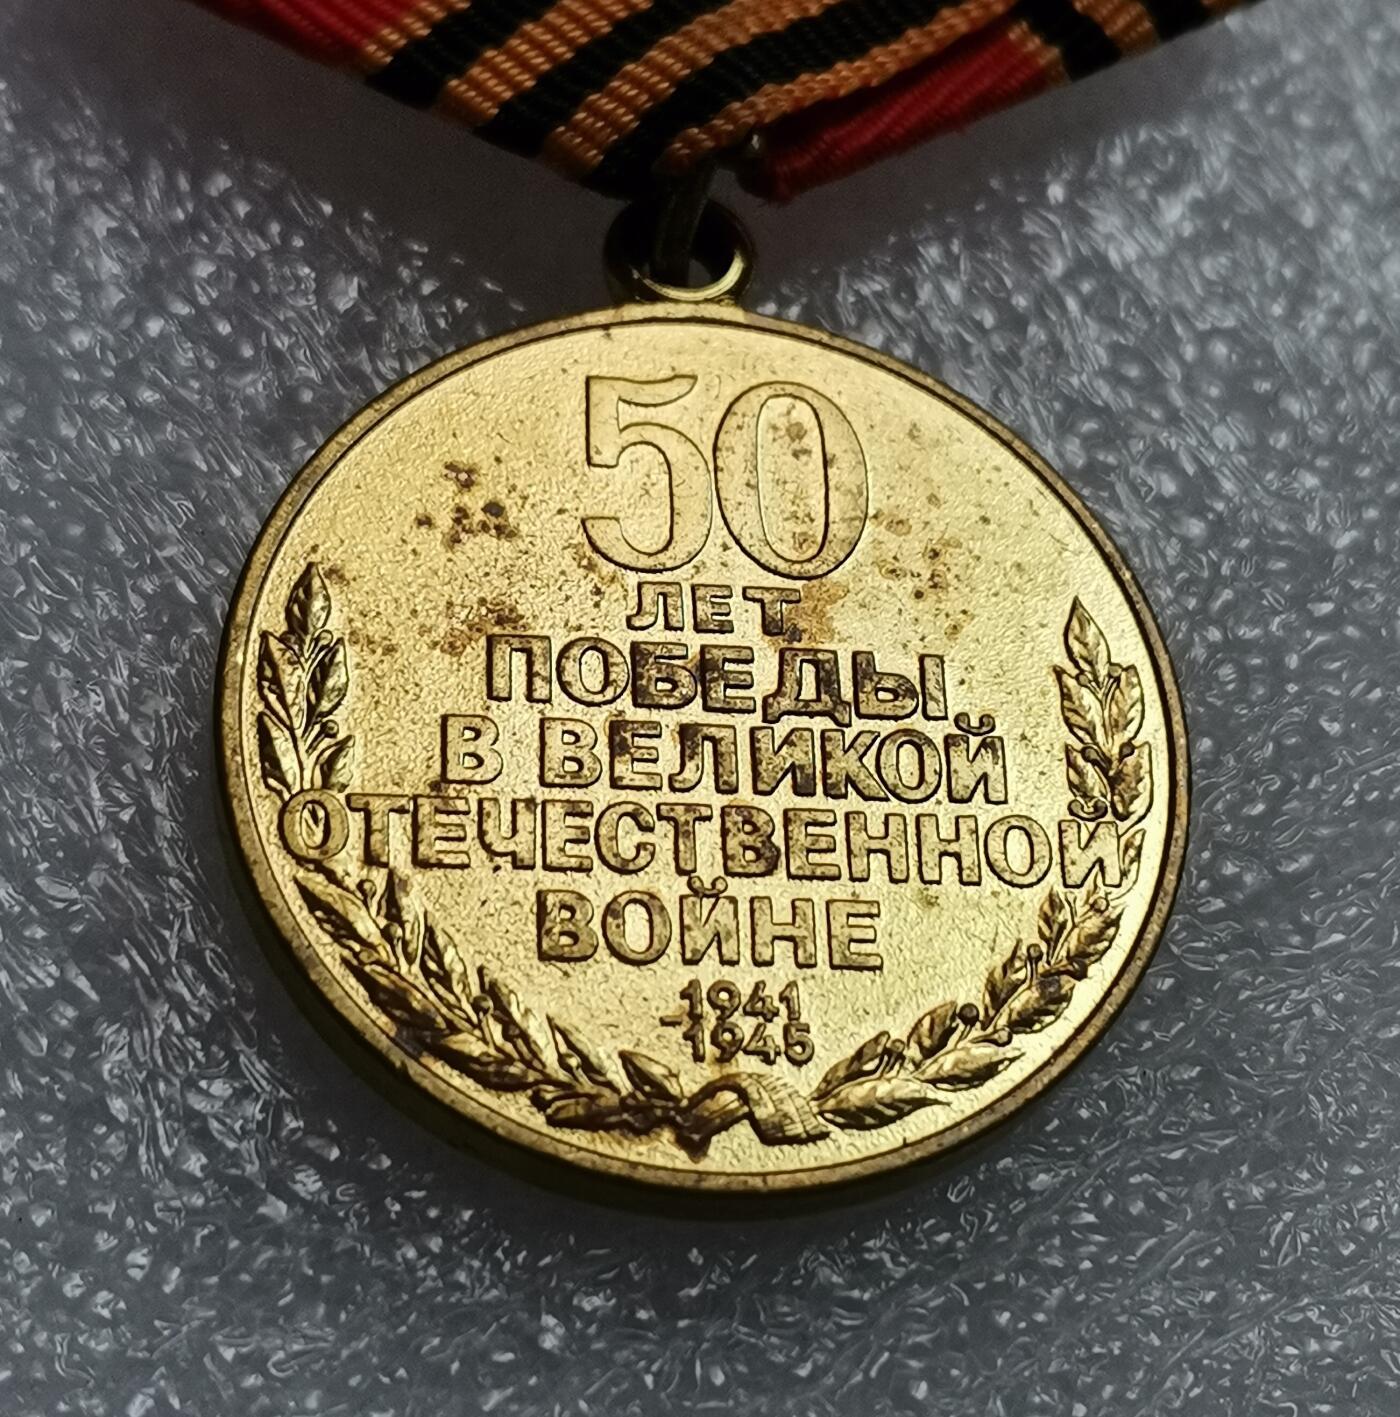 50
ЛЕТ
ПОБЕДЫ
В ВЕЛИКОЙ
ОТЕЧЕСТВЕННОЙ
ВОЙНЕ
1941
1945